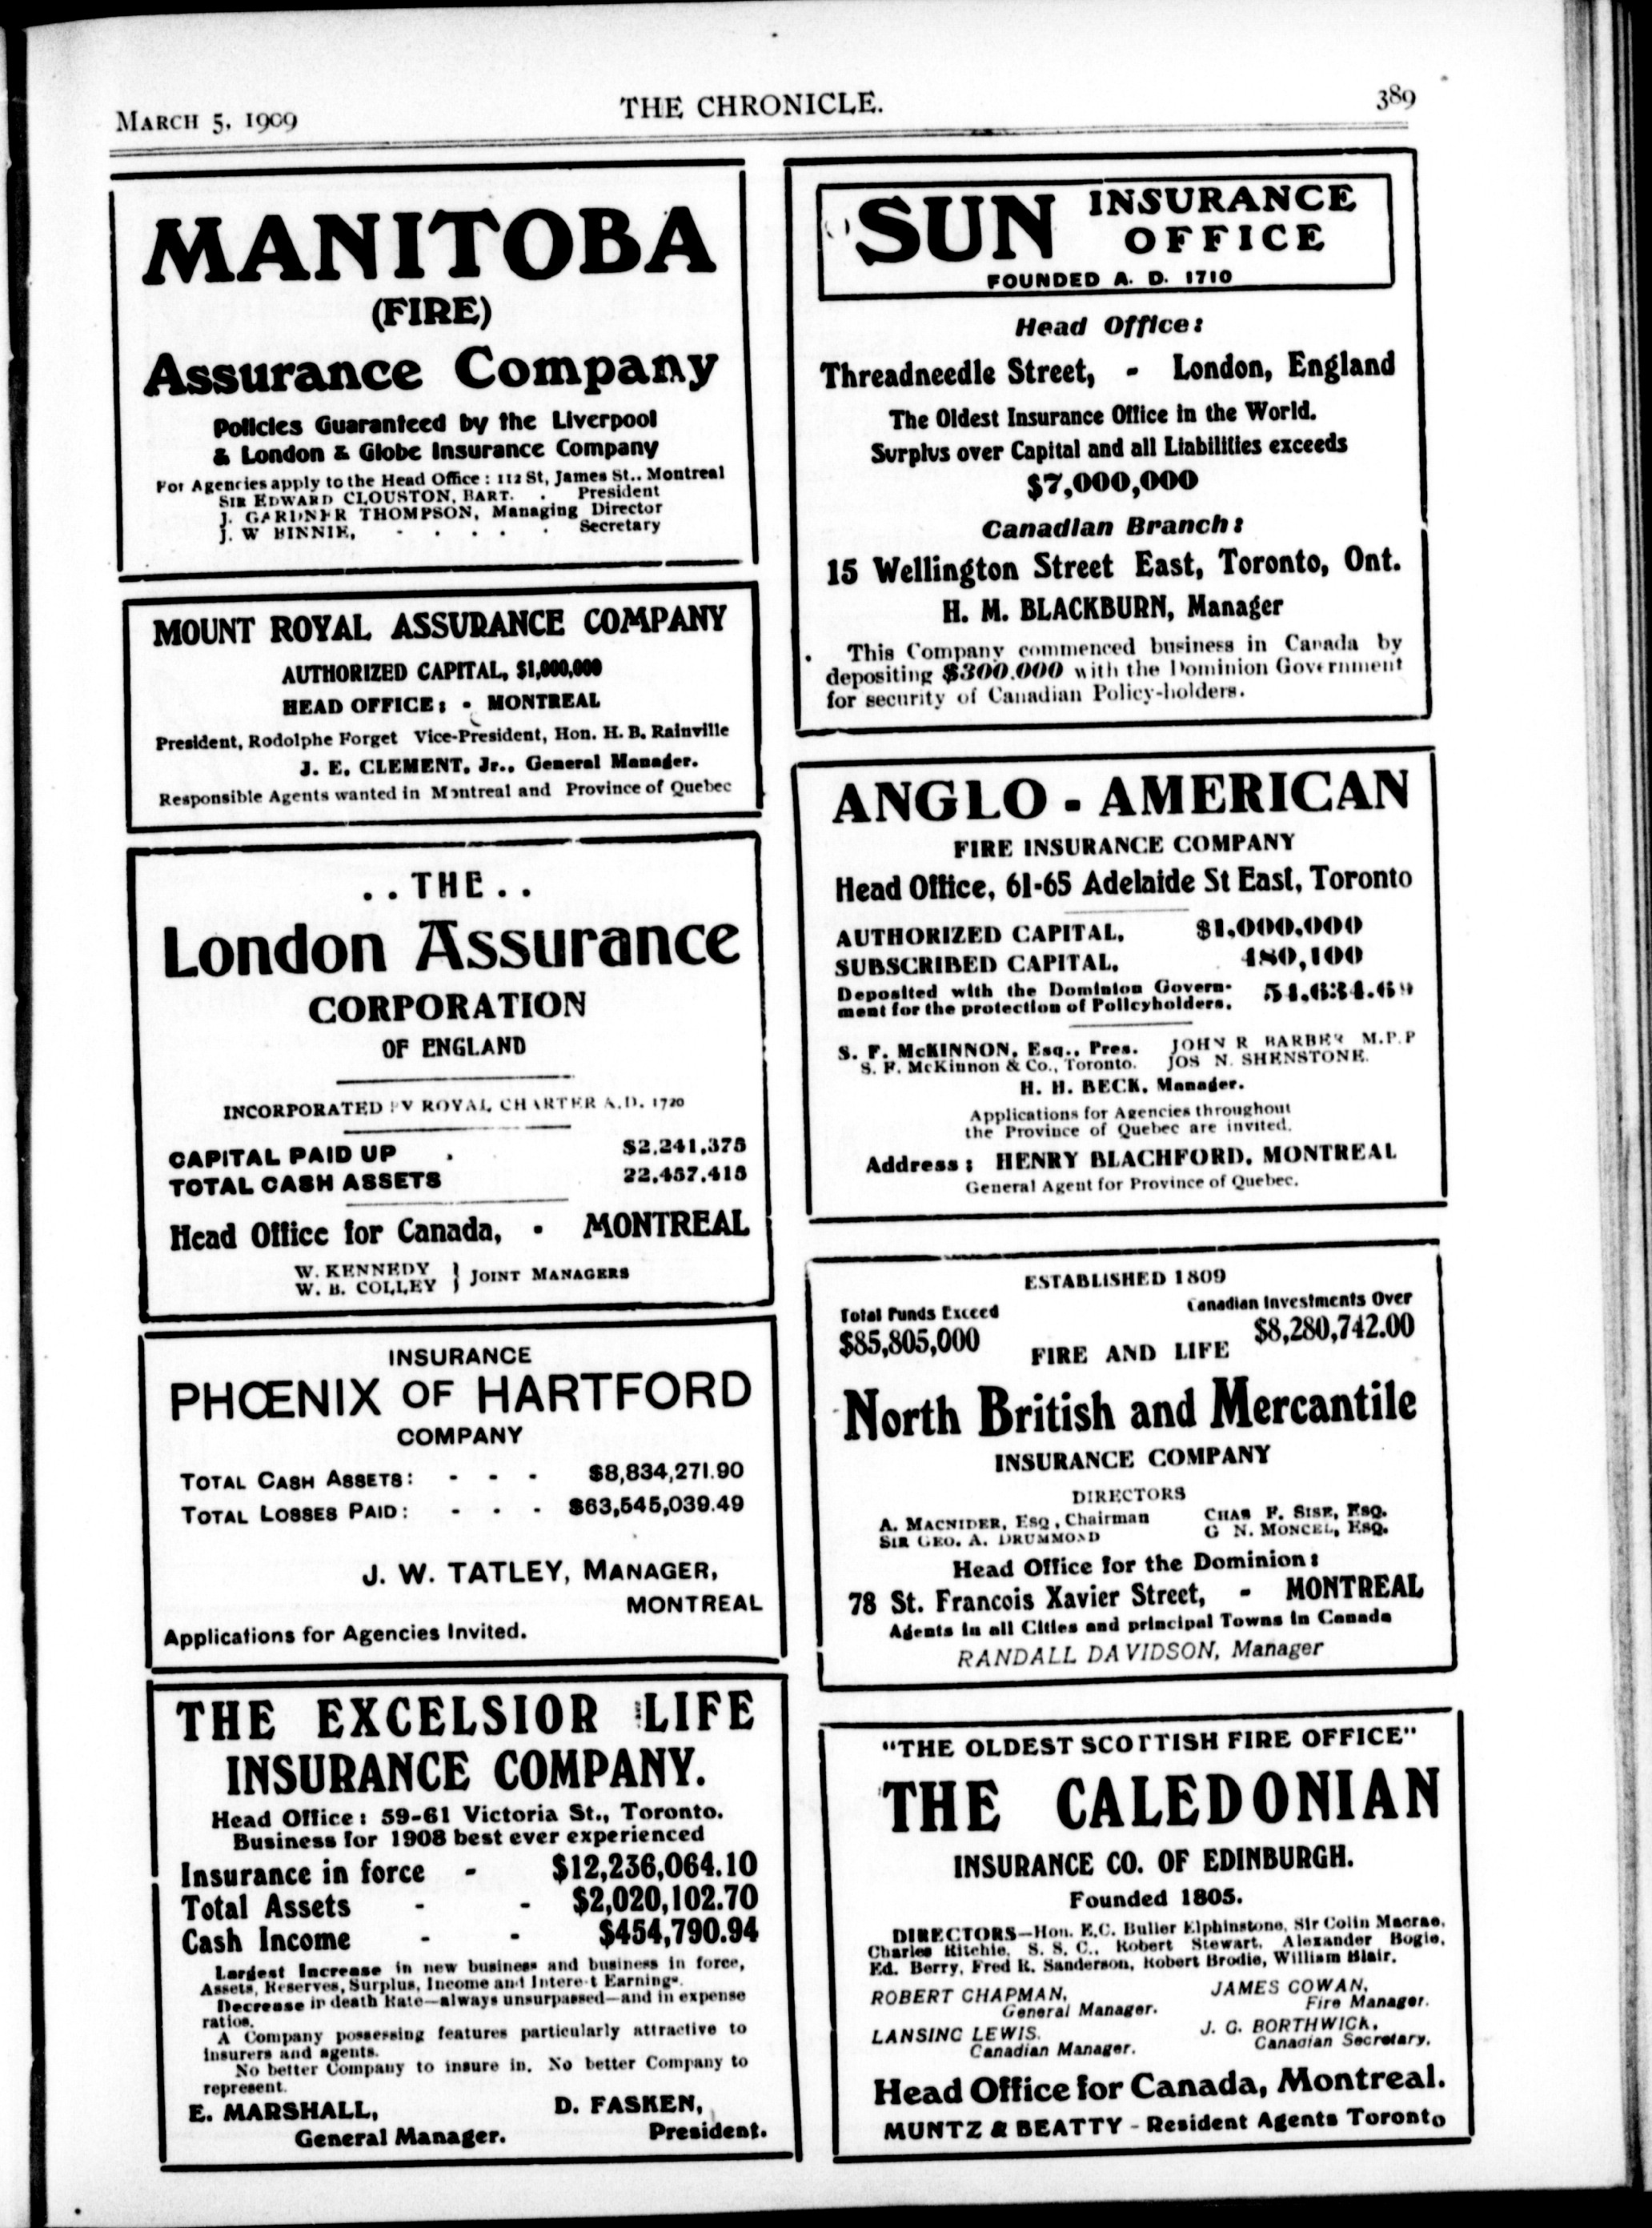 MARCH 5, 1909
THE CHRONICLE.
389
MANITOBA
(FIRE)
Assurance Company
Policies Guaranteed by the Liverpool
& London & Globe Insurance Company
For Agencies apply to the Head Office : 112 St, James St.. Montreal
SIR EDWARD CLOUSTON, BART. . President
J. GARDNER THOMPSON, Managing Director
J. W BINNIE, - . . . . Secretary
MOUNT ROYAL ASSURANCE COMPANY
AUTHORIZED CAPITAL, $1,000,000
HEAD OFFICE: - MONTREAL
President, Rodolphe Forget Vice-President, Hon. H. B. Rainville
J. E. CLEMENT, Jr., General Manager.
Responsible Agents wanted in Montreal and Province of Quebec
. . THE . .
London Assurance
CORPORATION
OF ENGLAND
INCORPORATED BY ROYAL CHARTER A.D. 1720
CAPITAL PAID UP . $2,241,375
TOTAL CASH ASSETS 22,457,415
Head Office for Canada, - MONTREAL
W. KENNEDY
W. B. COLLEY } JOINT MANAGERS
INSURANCE
PHŒNIX OF HARTFORD
COMPANY
TOTAL CASH ASSETS: - - - $8,834,271.90
TOTAL LOSSES PAID: - - - $63,545,039.49
J. W. TATLEY, MANAGER,
MONTREAL
Applications for Agencies Invited.
THE EXCELSIOR LIFE
INSURANCE COMPANY.
Head Office: 59-61 Victoria St., Toronto.
Business for 1908 best ever experienced
Insurance in force - $12,236,064.10
Total Assets - - $2,020,102.70
Cash Income - - $454,790.94
Largest Increase in new business and business in force,
Assets, Reserves, Surplus, Income and Interest Earnings.
Decrease in death Rate—always unsurpassed—and in expense
ratios.
A Company possessing features particularly attractive to
insurers and agents.
No better Company to insure in. No better Company to
represent.
E. MARSHALL, D. FASKEN,
General Manager. President.
SUN INSURANCE
OFFICE
FOUNDED A. D. 1710
Head Office:
Threadneedle Street, - London, England
The Oldest Insurance Office in the World.
Surplus over Capital and all Liabilities exceeds
$7,000,000
Canadian Branch:
15 Wellington Street East, Toronto, Ont.
H. M. BLACKBURN, Manager
This Company commenced business in Canada by
depositing $300,000 with the Dominion Government
for security of Canadian Policy-holders.
ANGLO - AMERICAN
FIRE INSURANCE COMPANY
Head Office, 61-65 Adelaide St East, Toronto
AUTHORIZED CAPITAL, $1,000,000
SUBSCRIBED CAPITAL, 480,100
Deposited with the Dominion Govern-
ment for the protection of Policyholders, 54,634.69
S. F. McKINNON, Esq., Pres. JOHN R BARBER M.P.P
S. F. McKinnon & Co., Toronto. JOS N. SHENSTONE.
H. H. BECK, Manager.
Applications for Agencies throughout
the Province of Quebec are invited.
Address: HENRY BLACHFORD, MONTREAL
General Agent for Province of Quebec.
ESTABLISHED 1809
Total Funds Exceed Canadian Investments Over
$85,805,000 $8,280,742.00
FIRE AND LIFE
North British and Mercantile
INSURANCE COMPANY
DIRECTORS
A. MACNIDER, ESQ , Chairman CHAS F. SISE, ESQ.
SIR GEO. A. DRUMMOND G N. MONCEL, ESQ.
Head Office for the Dominion:
78 St. Francois Xavier Street, - MONTREAL
Agents in all Cities and principal Towns in Canada
RANDALL DAVIDSON, Manager
"THE OLDEST SCOTTISH FIRE OFFICE"
THE CALEDONIAN
INSURANCE CO. OF EDINBURGH.
Founded 1805.
DIRECTORS—Hon. E.C. Buller Elphinstone, Sir Colin Macrae,
Charles Ritchie, S. S. C., Robert Stewart, Alexander Bogie,
Ed. Berry, Fred R. Sanderson, Robert Brodie, William Blair.
ROBERT CHAPMAN, JAMES COWAN,
General Manager. Fire Manager.
LANSING LEWIS, J. G. BORTHWICK,
Canadian Manager. Canadian Secretary.
Head Office for Canada, Montreal.
MUNTZ & BEATTY - Resident Agents Toronto